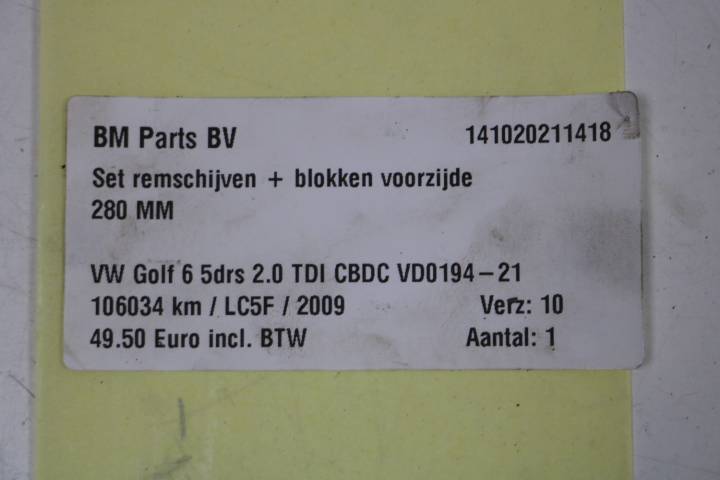 BM Parts BV 141020211418
Set remschijven + blokken voorzijde
280 MM
VW Golf 6 5drs 2.0 TDI CBDC VD0194-21
106034 km / LC5F / 2009 Verz: 10
49.50 Euro incl. BTW Aantal: 1